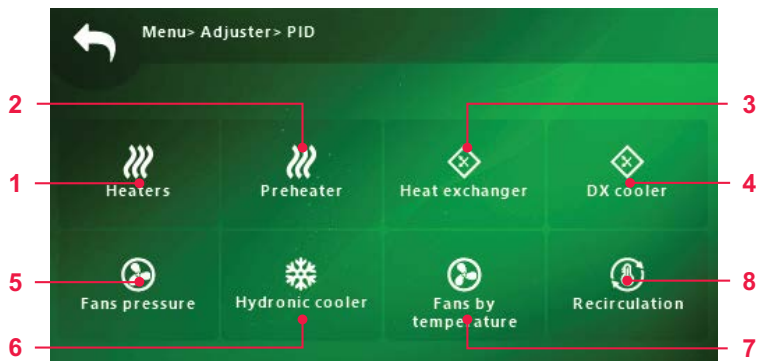 Menu> Adjuster> PID
2
3
1
Heaters
Preheater
Heat exchanger
DX cooler
4
5
Fans pressure
Hydronic cooler
Fans by
temperature
Recirculation
8
6
7